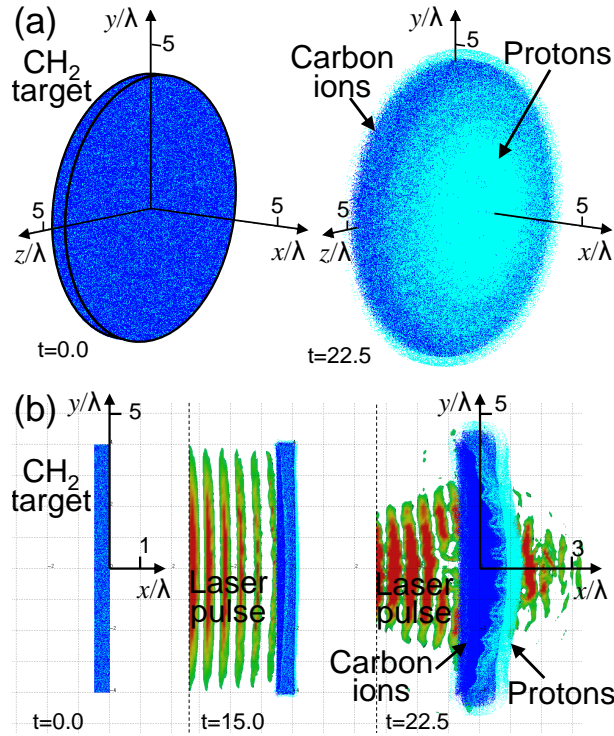 (a)
y/λ
5
CH2
target
5
z/λ
5
x/λ
t=0.0
y/λ
5
Carbon
ions
Protons
5
z/λ
5
x/λ
t=22.5
(b)
y/λ
5
CH2
target
1
x/λ
t=0.0
Laser
pulse
t=15.0
y/λ
5
3
x/λ
Laser
pulse
Carbon
ions
Protons
t=22.5